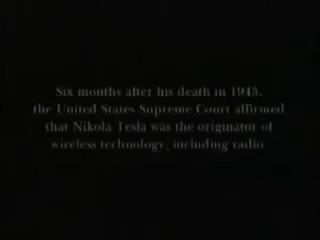 Six months after his death in 1943,
the United States Supreme Court affirmed
that Nikola Tesla was the originator of
wireless technology, including radio